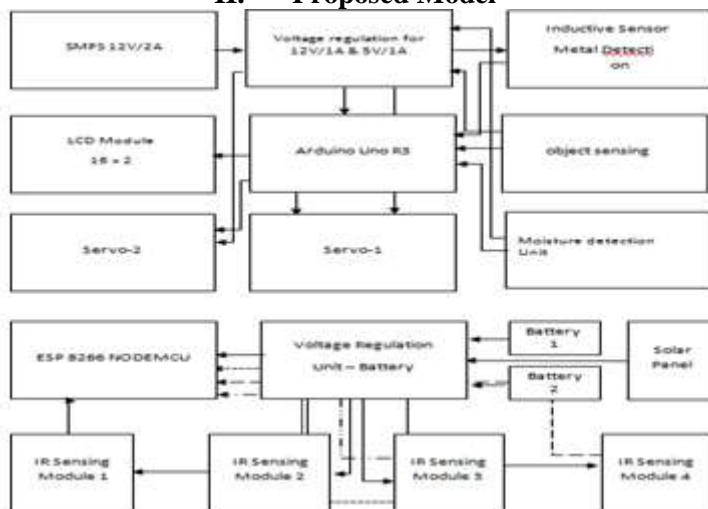 II. Proposed Model
SMPS 12V/2A
Voltage regulation for
12V/1A & 5V/1A
Inductive Sensor
Metal Detecti
on
LCD Module
16 × 2
Arduino Uno R3
object sensing
Servo-2
Servo-1
Moisture detection
Unit
ESP 8266 NODEMCU
Voltage Regulation
Unit – Battery
Battery
1
Battery
2
Solar
Panel
IR Sensing
Module 1
IR Sensing
Module 2
IR Sensing
Module 3
IR Sensing
Module 4